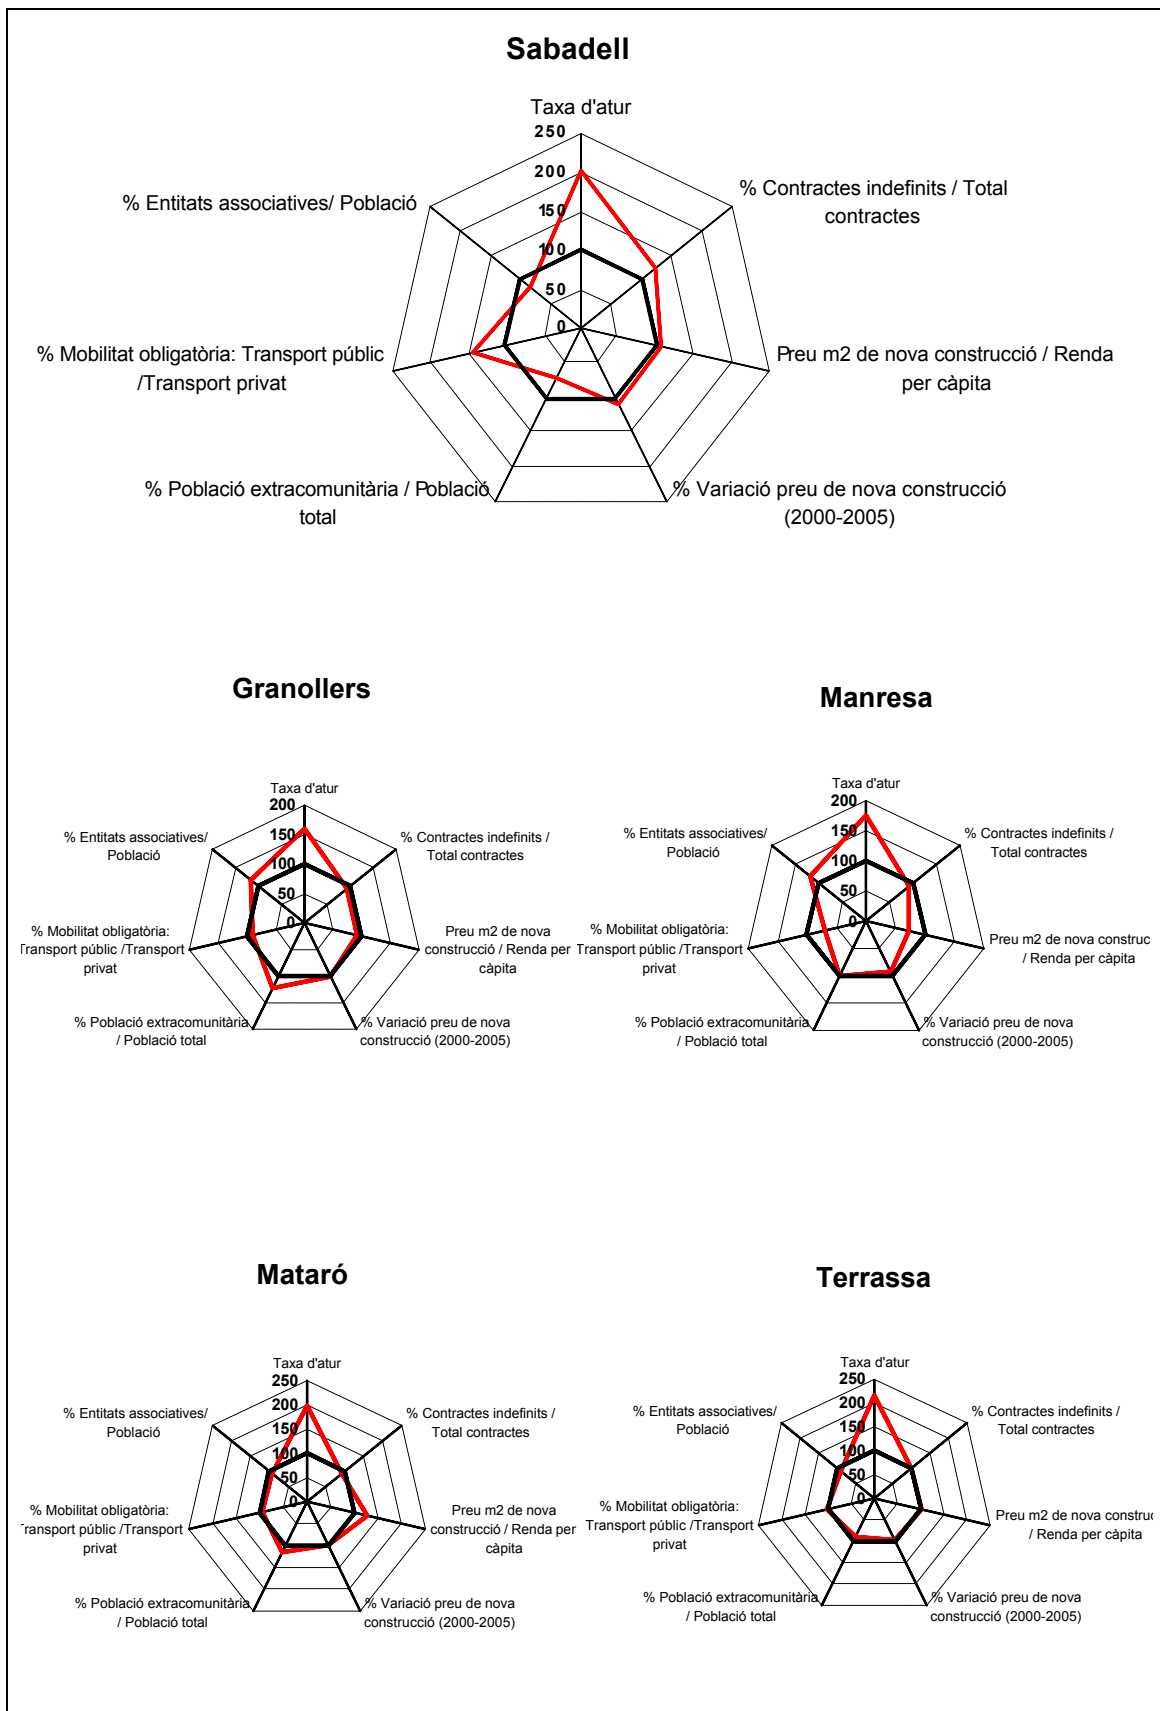 Sabadell
Taxa d'atur
250
200
150
100
50
0
% Contractes indefinits / Total
contractes
Preu m2 de nova construcció / Renda
per càpita
% Variació preu de nova construcció
(2000-2005)
% Població extracomunitària / Població
total
% Mobilitat obligatòria: Transport públic
/Transport privat
% Entitats associatives/ Població
Granollers
Taxa d'atur
200
150
100
50
0
% Contractes indefinits /
Total contractes
Preu m2 de nova
construcció / Renda per
càpita
% Variació preu de nova
construcció (2000-2005)
% Població extracomunitària
/ Població total
% Mobilitat obligatòria:
Transport públic /Transport
privat
% Entitats associatives/
Població
Manresa
Taxa d'atur
200
150
100
50
0
% Contractes indefinits /
Total contractes
Preu m2 de nova construc
/ Renda per càpita
% Variació preu de nova
construcció (2000-2005)
% Població extracomunitària
/ Població total
% Mobilitat obligatòria:
Transport públic /Transport
privat
% Entitats associatives/
Població
Mataró
Taxa d'atur
250
200
150
100
50
0
% Contractes indefinits /
Total contractes
Preu m2 de nova
construcció / Renda per
càpita
% Variació preu de nova
construcció (2000-2005)
% Població extracomunitària
/ Població total
% Mobilitat obligatòria:
Transport públic /Transport
privat
% Entitats associatives/
Població
Terrassa
Taxa d'atur
250
200
150
100
50
0
% Contractes indefinits /
Total contractes
Preu m2 de nova construc
/ Renda per càpita
% Variació preu de nova
construcció (2000-2005)
% Població extracomunitària
/ Població total
% Mobilitat obligatòria:
Transport públic /Transport
privat
% Entitats associatives/
Població